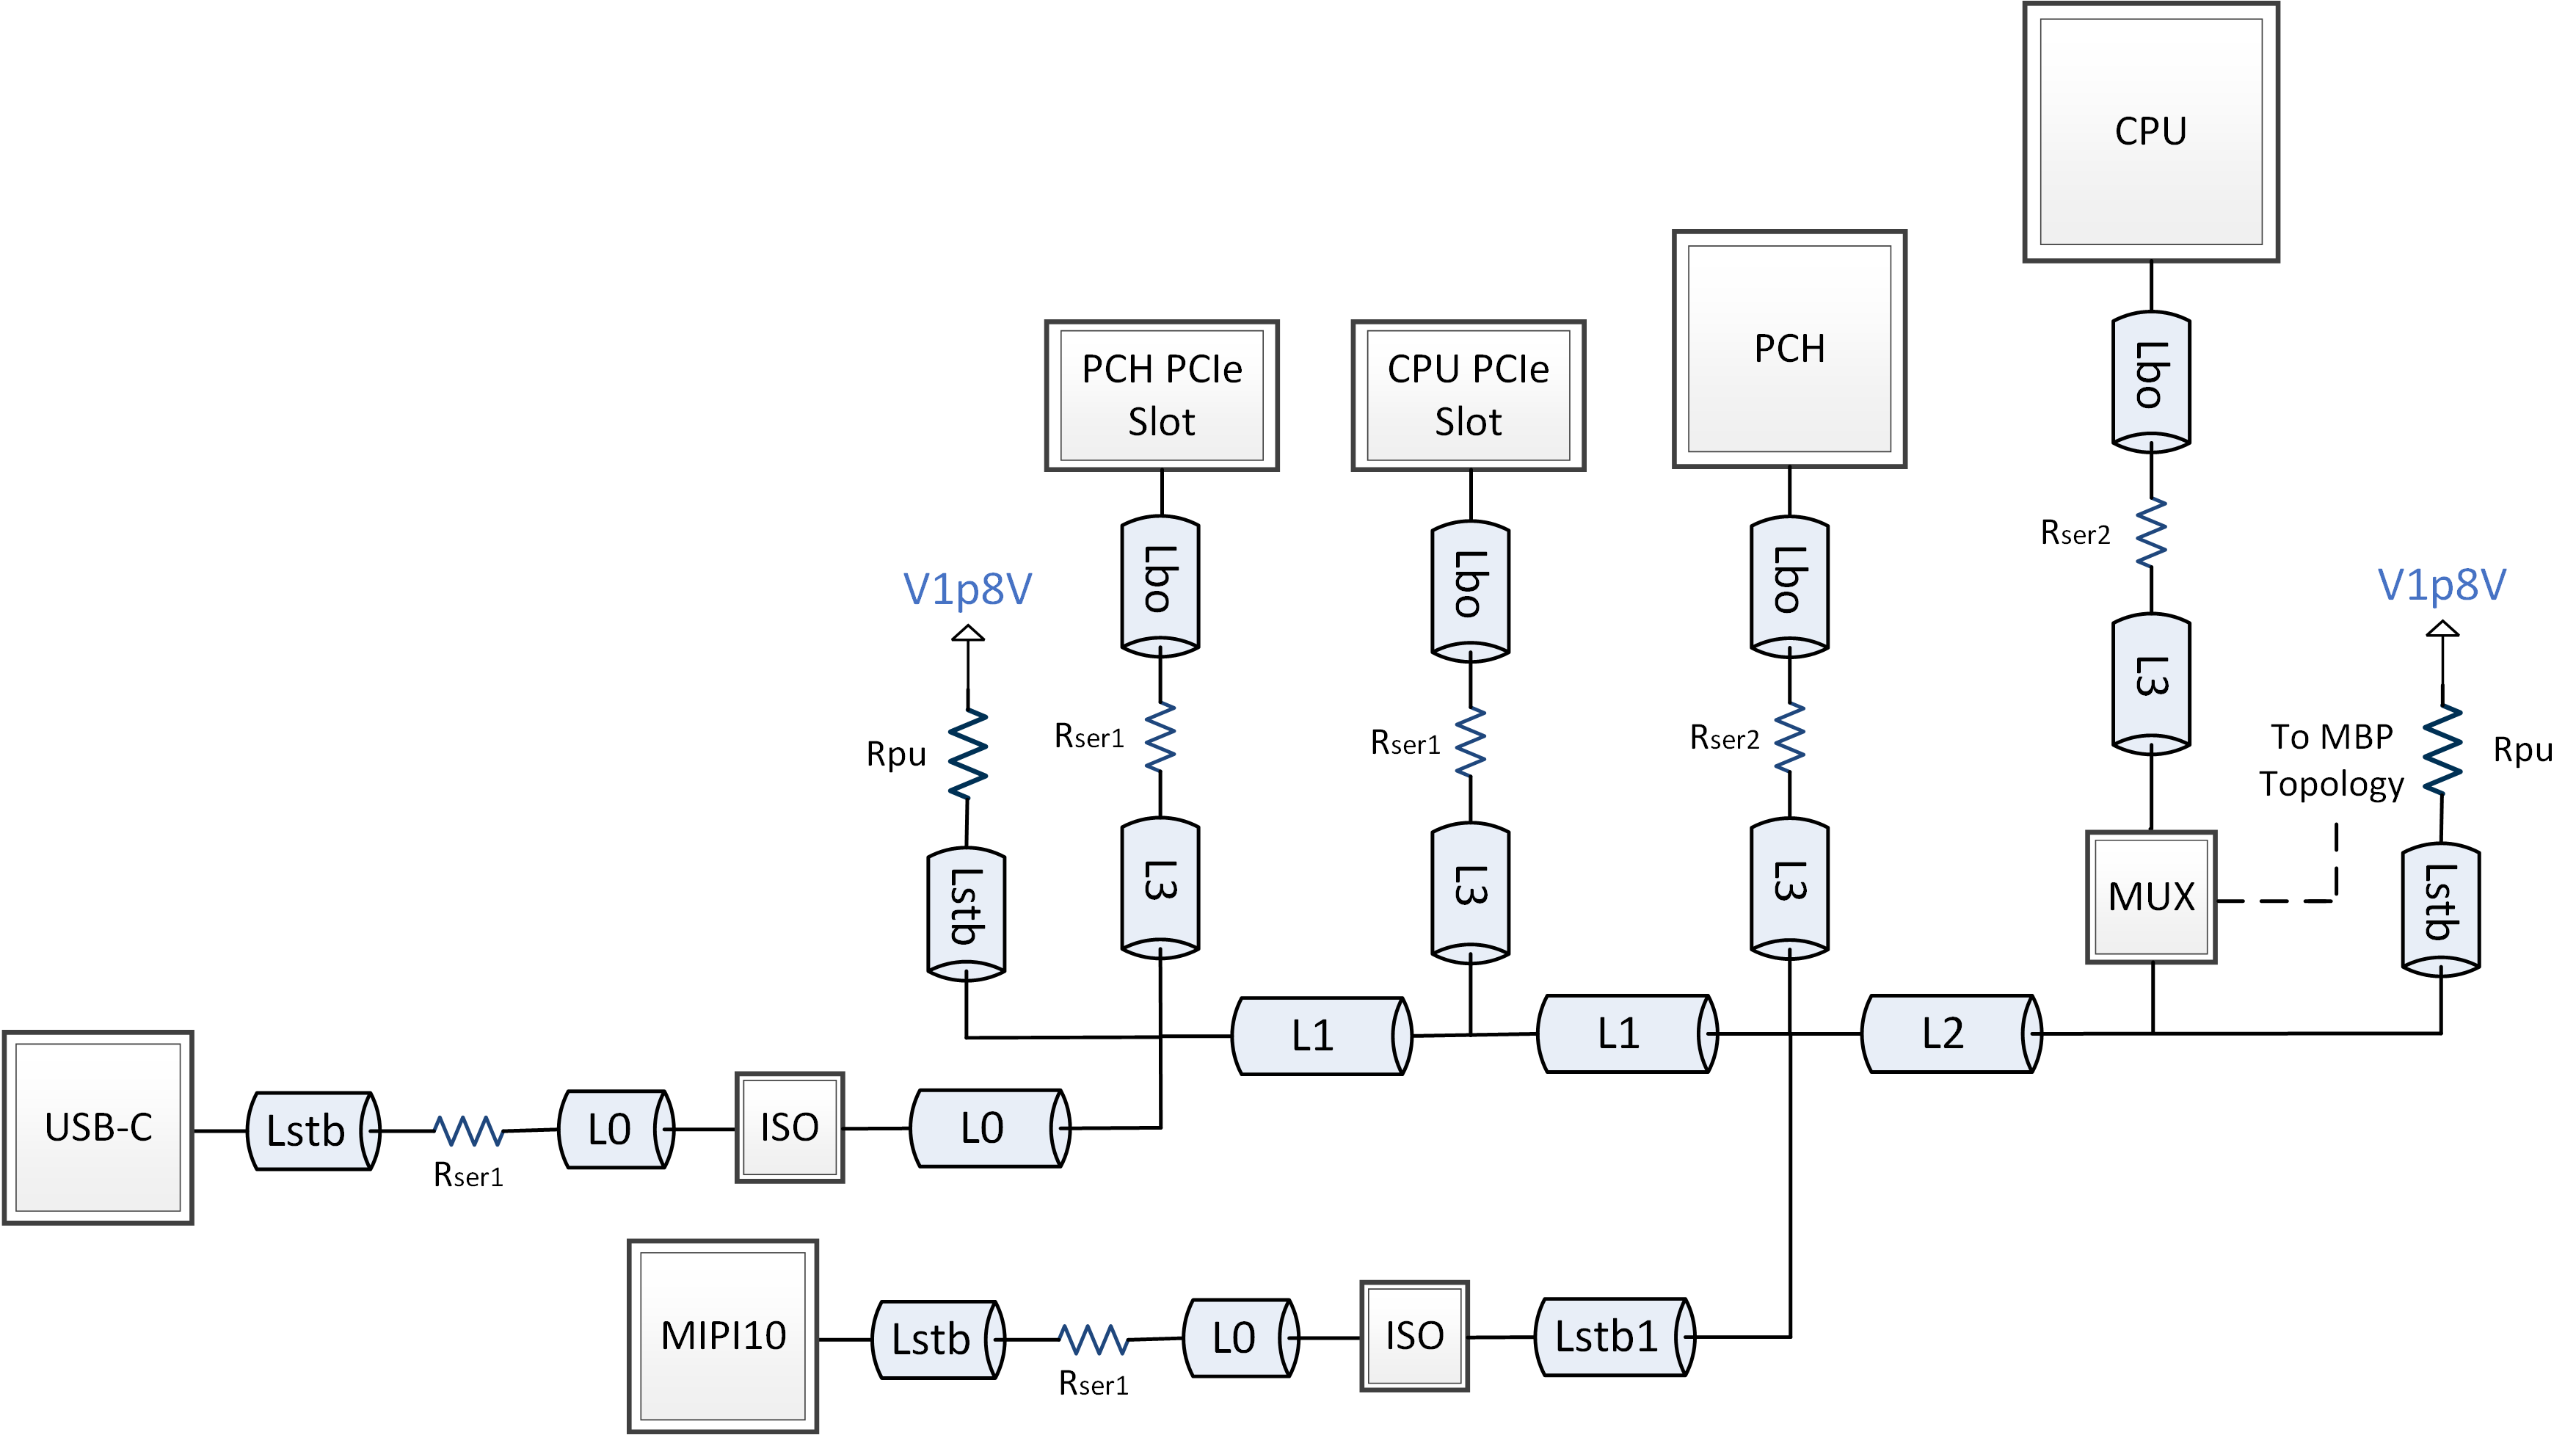 CPU
PCH
PCH PCIe
Slot
CPU PCIe
Slot
Lbo
Rser2
L3
V1p8V
Rpu
Lstb
Lbo
Rser1
L3
Lbo
Rser1
L3
Lbo
Rser2
L3
MUX
To MBP
Topology
V1p8V
Rpu
Lstb
L1
L1
L2
USB-C
Lstb
Rser1
L0
ISO
L0
MIPI10
Lstb
Rser1
L0
ISO
Lstb1